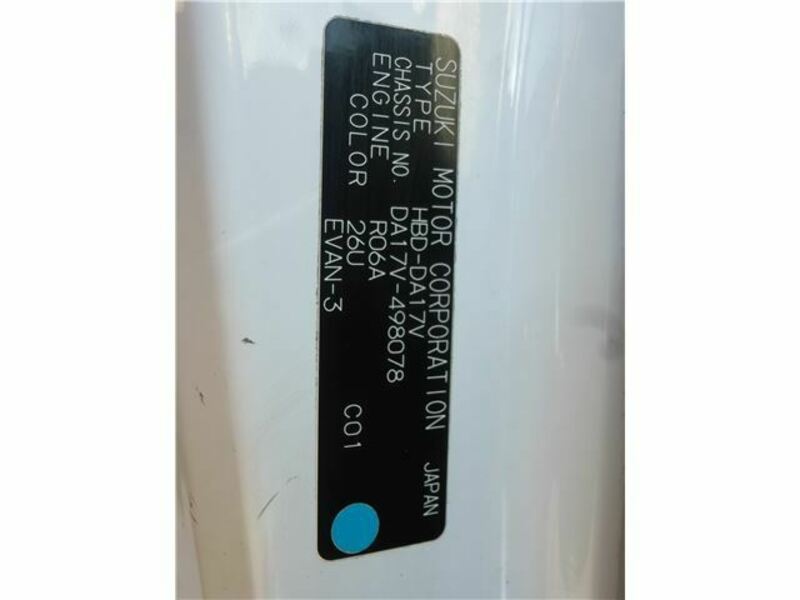 SUZUKI MOTOR CORPORATION JAPAN
TYPE HBD-DA17V
CHASSIS NO. DA17V-498078
ENGINE R06A
COLOR 26U C01
EVAN-3